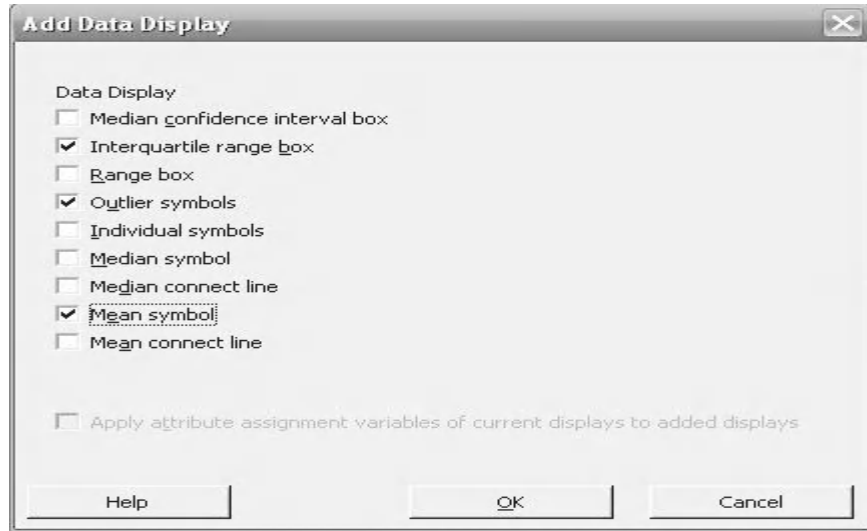 Add Data Display
Data Display
Median confidence interval box
Interquartile range box
Range box
Outlier symbols
Individual symbols
Median symbol
Median connect line
Mean symbol
Mean connect line
Apply attribute assignment variables of current displays to added displays
Help
OK
Cancel